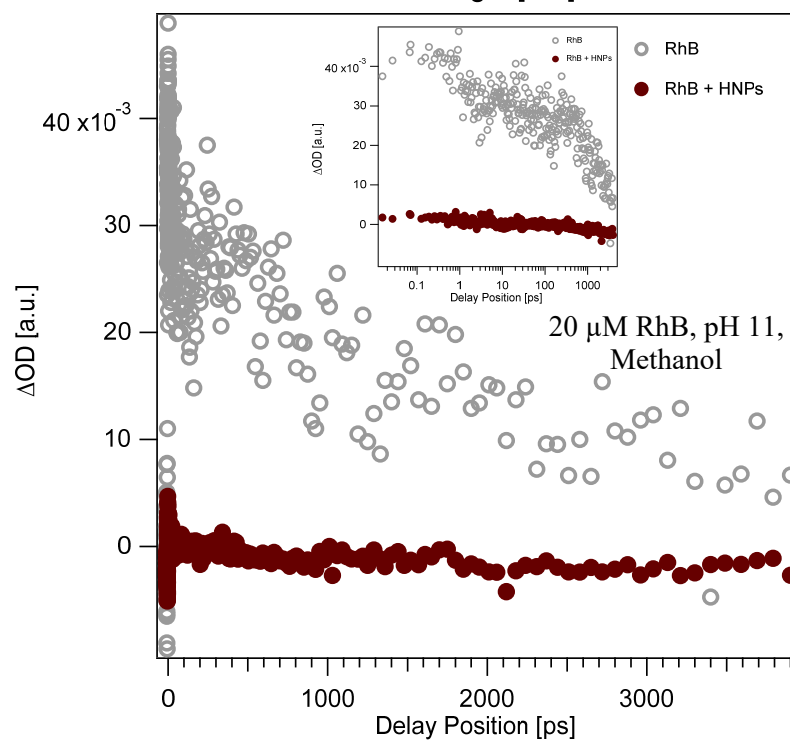 RhB
RhB + HNPs
40 x10-3
30
20
10
0
ΔOD [a.u.]
0
1000
2000
3000
Delay Position [ps]
20 µM RhB, pH 11,
Methanol
RhB
RhB + HNPs
40 x10-3
30
20
10
0
ΔOD [a.u.]
0.1
1
10
100
1000
Delay Position [ps]